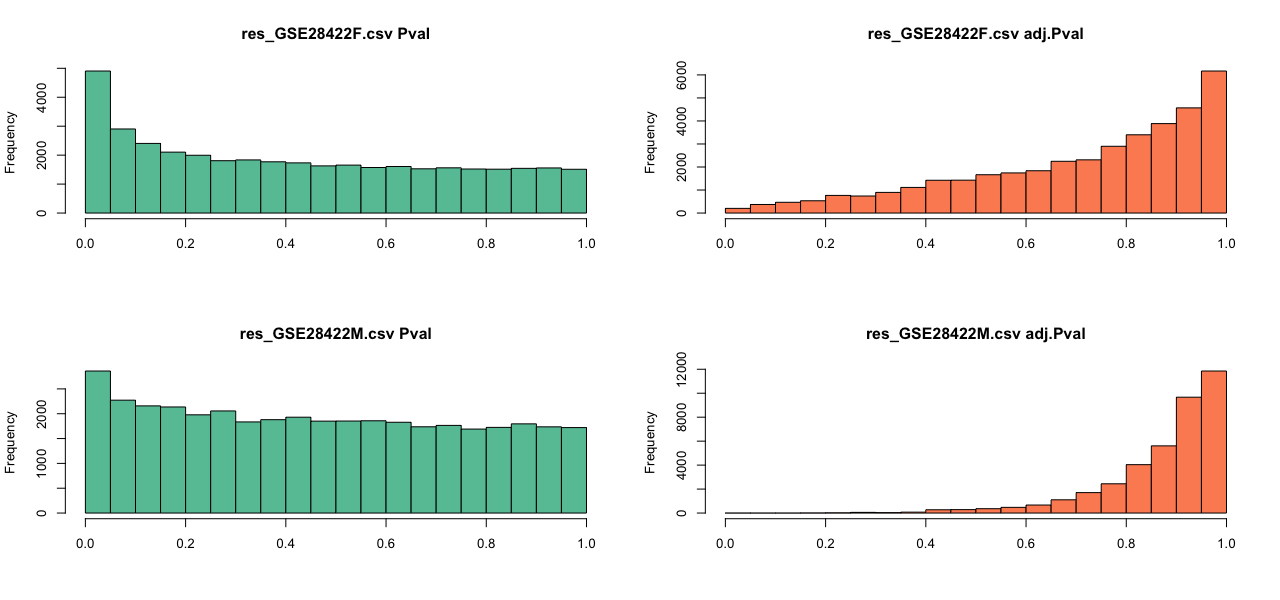 res_GSE28422F.csv Pval
Frequency
0 2000 4000
0.0 0.2 0.4 0.6 0.8 1.0
res_GSE28422F.csv adj.Pval
Frequency
0 2000 4000 6000
0.0 0.2 0.4 0.6 0.8 1.0
res_GSE28422M.csv Pval
Frequency
0 1000 2000
0.0 0.2 0.4 0.6 0.8 1.0
res_GSE28422M.csv adj.Pval
Frequency
0 4000 8000 12000
0.0 0.2 0.4 0.6 0.8 1.0